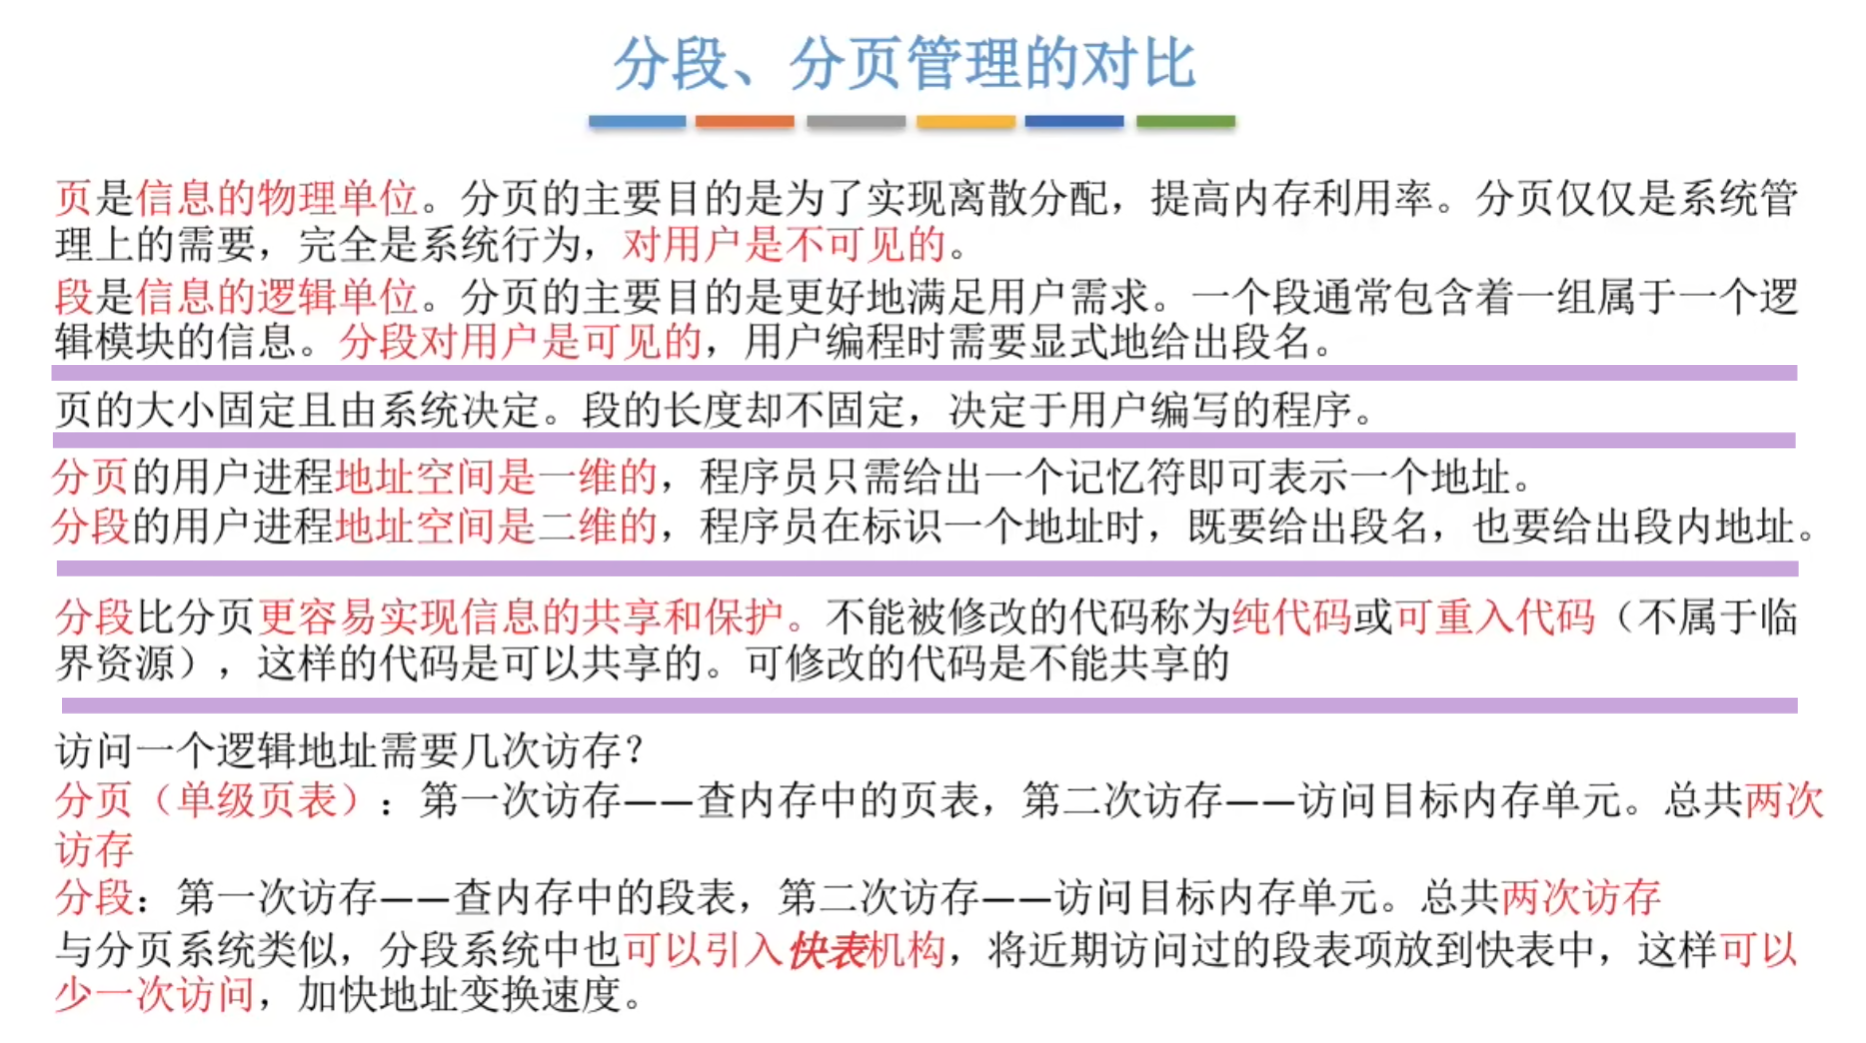 分段、分页管理的对比
页是信息的物理单位。分页的主要目的是为了实现离散分配，提高内存利用率。分页仅仅是系统管
理上的需要，完全是系统行为，对用户是不可见的。
段是信息的逻辑单位。分页的主要目的是更好地满足用户需求。一个段通常包含着一组属于一个逻
辑模块的信息。分段对用户是可见的，用户编程时需要显式地给出段名。
页的大小固定且由系统决定。段的长度却不固定，决定于用户编写的程序。
分页的用户进程地址空间是一维的，程序员只需给出一个记忆符即可表示一个地址。
分段的用户进程地址空间是二维的，程序员在标识一个地址时，既要给出段名，也要给出段内地址。
分段比分页更容易实现信息的共享和保护。不能被修改的代码称为纯代码或可重入代码（不属于临
界资源），这样的代码是可以共享的。可修改的代码是不能共享的
访问一个逻辑地址需要几次访存？
分页（单级页表）：第一次访存——查内存中的页表，第二次访存——访问目标内存单元。总共两次
访存
分段：第一次访存——查内存中的段表，第二次访存——访问目标内存单元。总共两次访存
与分页系统类似，分段系统中也可以引入快表机构，将近期访问过的段表项放到快表中，这样可以
少一次访问，加快地址变换速度。